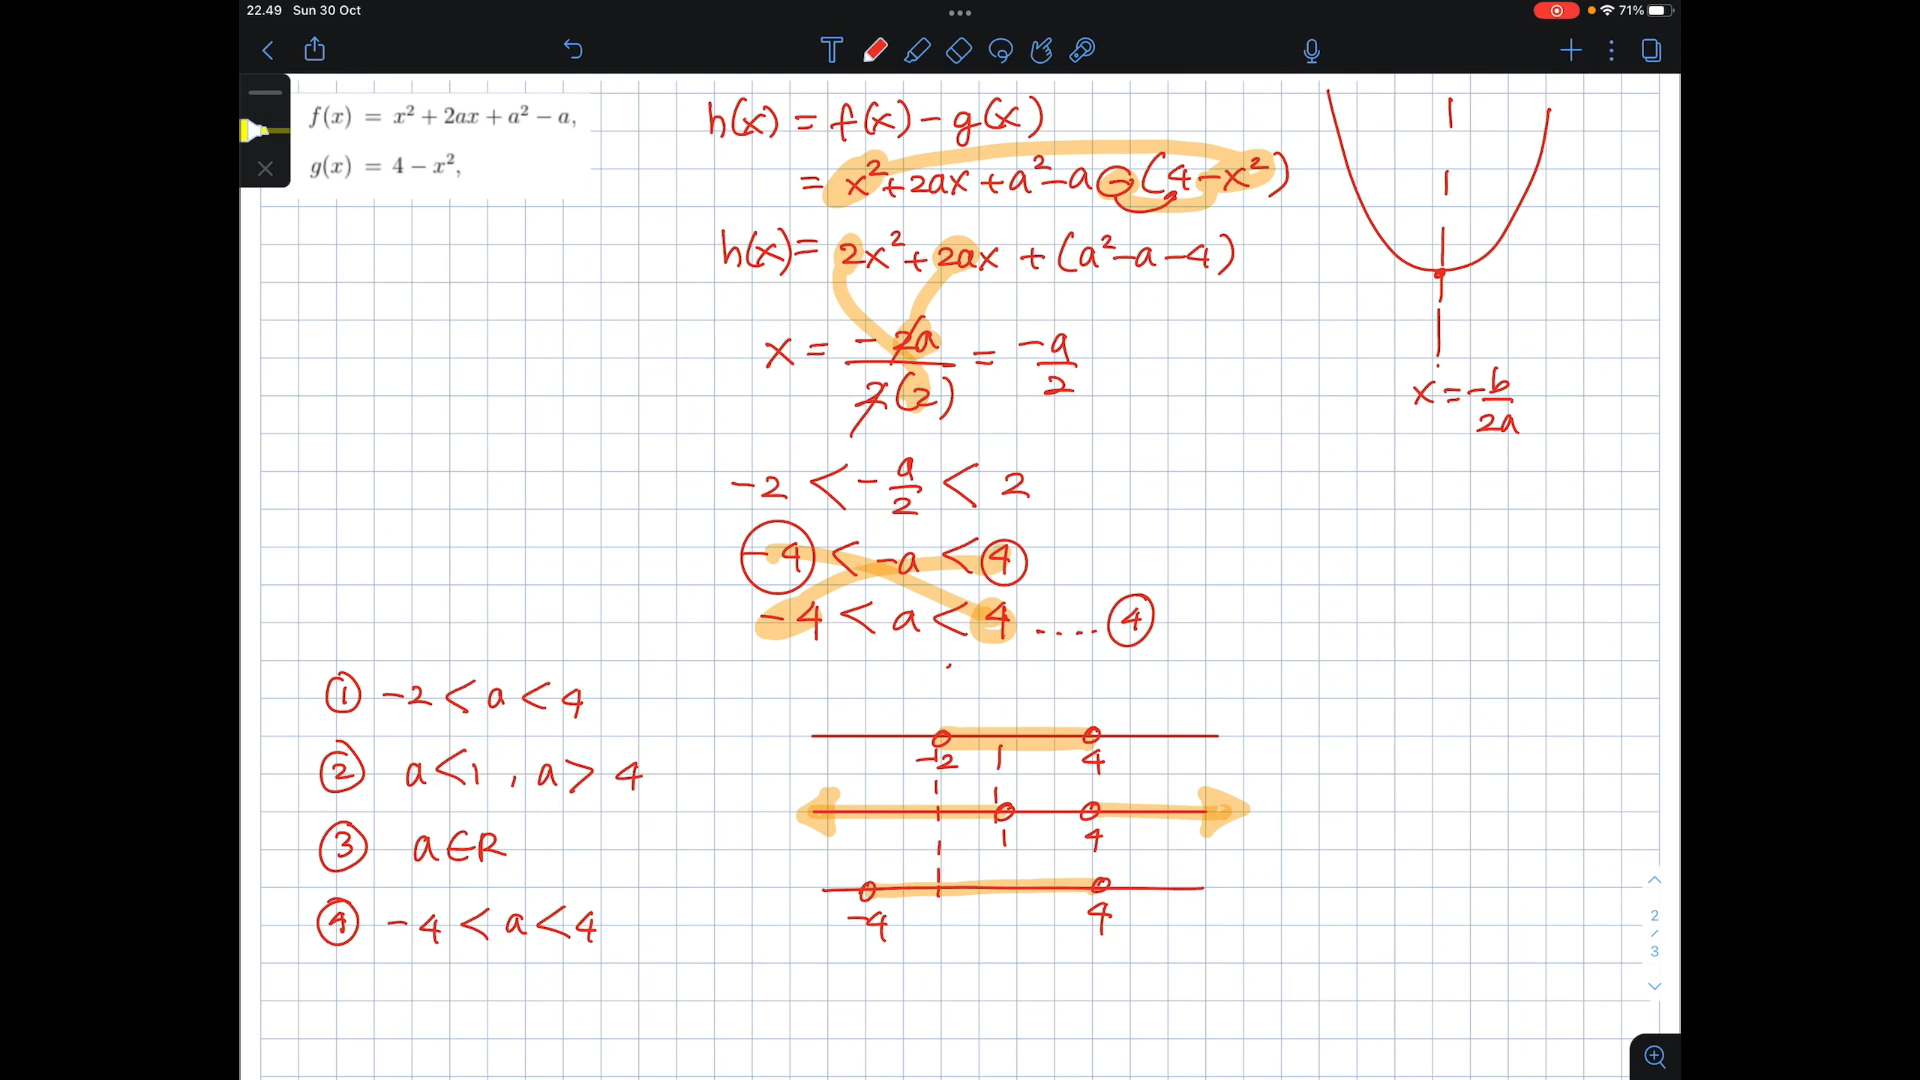 22.49 Sun 30 Oct
71%
f(x) = x² + 2ax + a² − a,
g(x) = 4 − x²,
h(x) = f(x) - g(x)
= x² + 2ax + a² - a - (4 - x²)
h(x) = 2x² + 2ax + (a² - a - 4)
x = -2a / 2(2) = -a/2
x = -b/2a
-2 < -a/2 < 2
-4 < -a < 4
-4 < a < 4 ..... ④
① -2 < a < 4
② a < 1 , a > 4
③ a ∈ R
④ -4 < a < 4
-2 1 4
1 4
-4 4
2
/
3